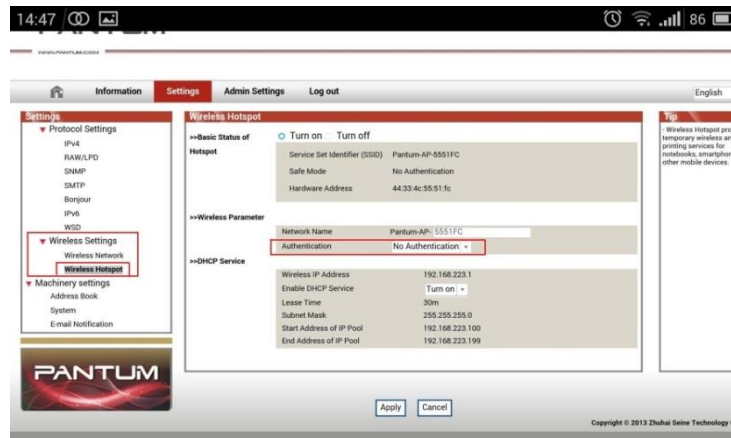 14:47 86
PANTUM
WWW.PANTUM.COM
Information Settings Admin Settings Log out English
Settings
Protocol Settings
IPv4
RAW/LPD
SNMP
SMTP
Bonjour
IPv6
WSD
Wireless Settings
Wireless Network
Wireless Hotspot
Machinery settings
Address Book
System
E-mail Notification
PANTUM
Wireless Hotspot
>>Basic Status of
Hotspot
Turn on Turn off
Service Set Identifier (SSID) Pantum-AP-5551FC
Safe Mode No Authentication
Hardware Address 44:33:4c:55:51:fc
>>Wireless Parameter
Network Name Pantum-AP- 5551FC
Authentication No Authentication
>>DHCP Service
Wireless IP Address 192.168.223.1
Enable DHCP Service Turn on
Lease Time 30m
Subnet Mask 255.255.255.0
Start Address of IP Pool 192.168.223.100
End Address of IP Pool 192.168.223.199
Apply Cancel
Tip
- Wireless Hotspot pro
temporary wireless an
printing services for
notebooks, smartphor
other mobile devices.
Copyright © 2013 Zhuhai Seine Technology